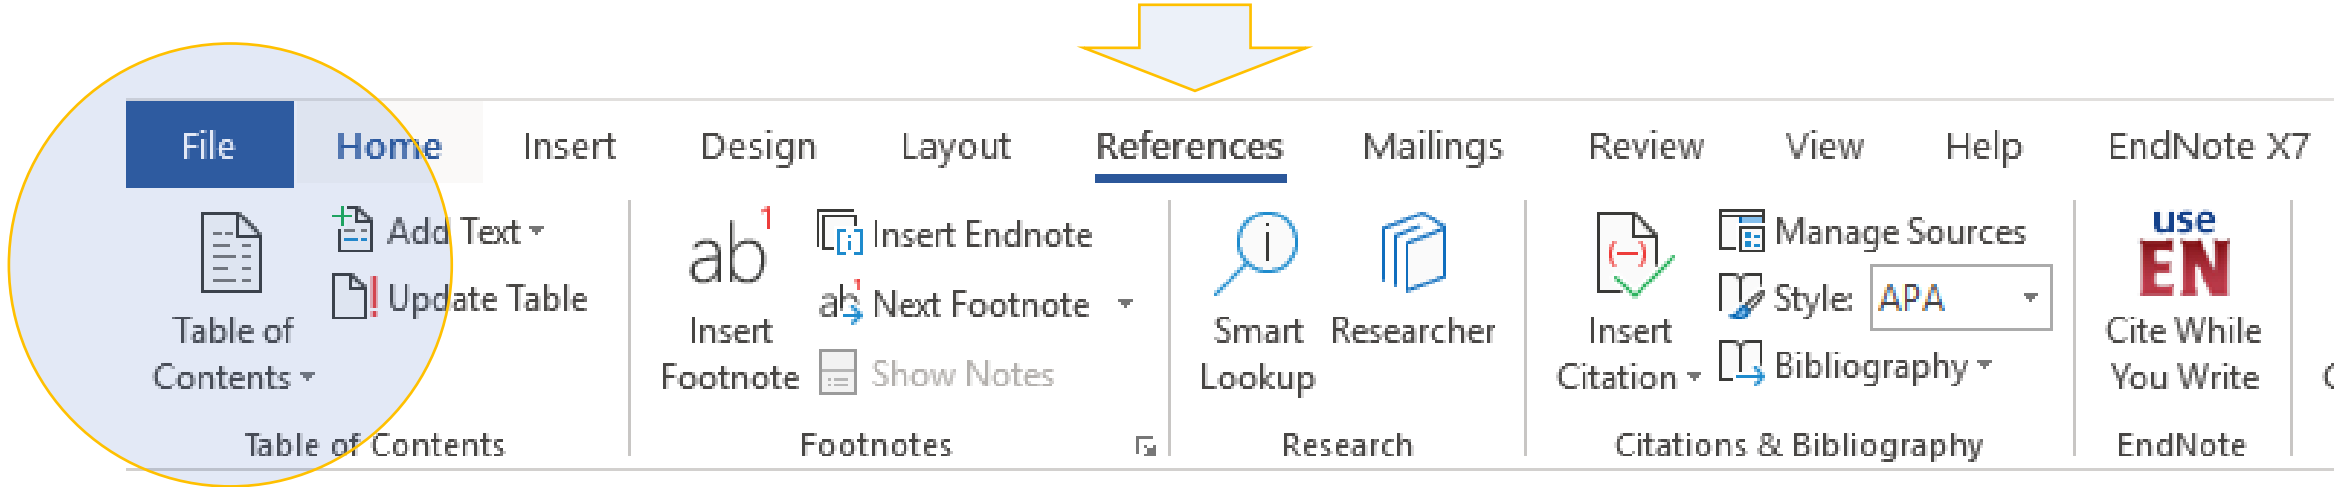 File Home Insert Design Layout References Mailings Review View Help EndNote X7
Table of
Contents
Add Text
Update Table
Table of Contents
ab1
Insert
Footnote
Insert Endnote
Next Footnote
Show Notes
Footnotes
Smart
Lookup
Researcher
Research
Insert
Citation
Manage Sources
Style: APA
Bibliography
Citations & Bibliography
use
EN
Cite While
You Write
EndNote